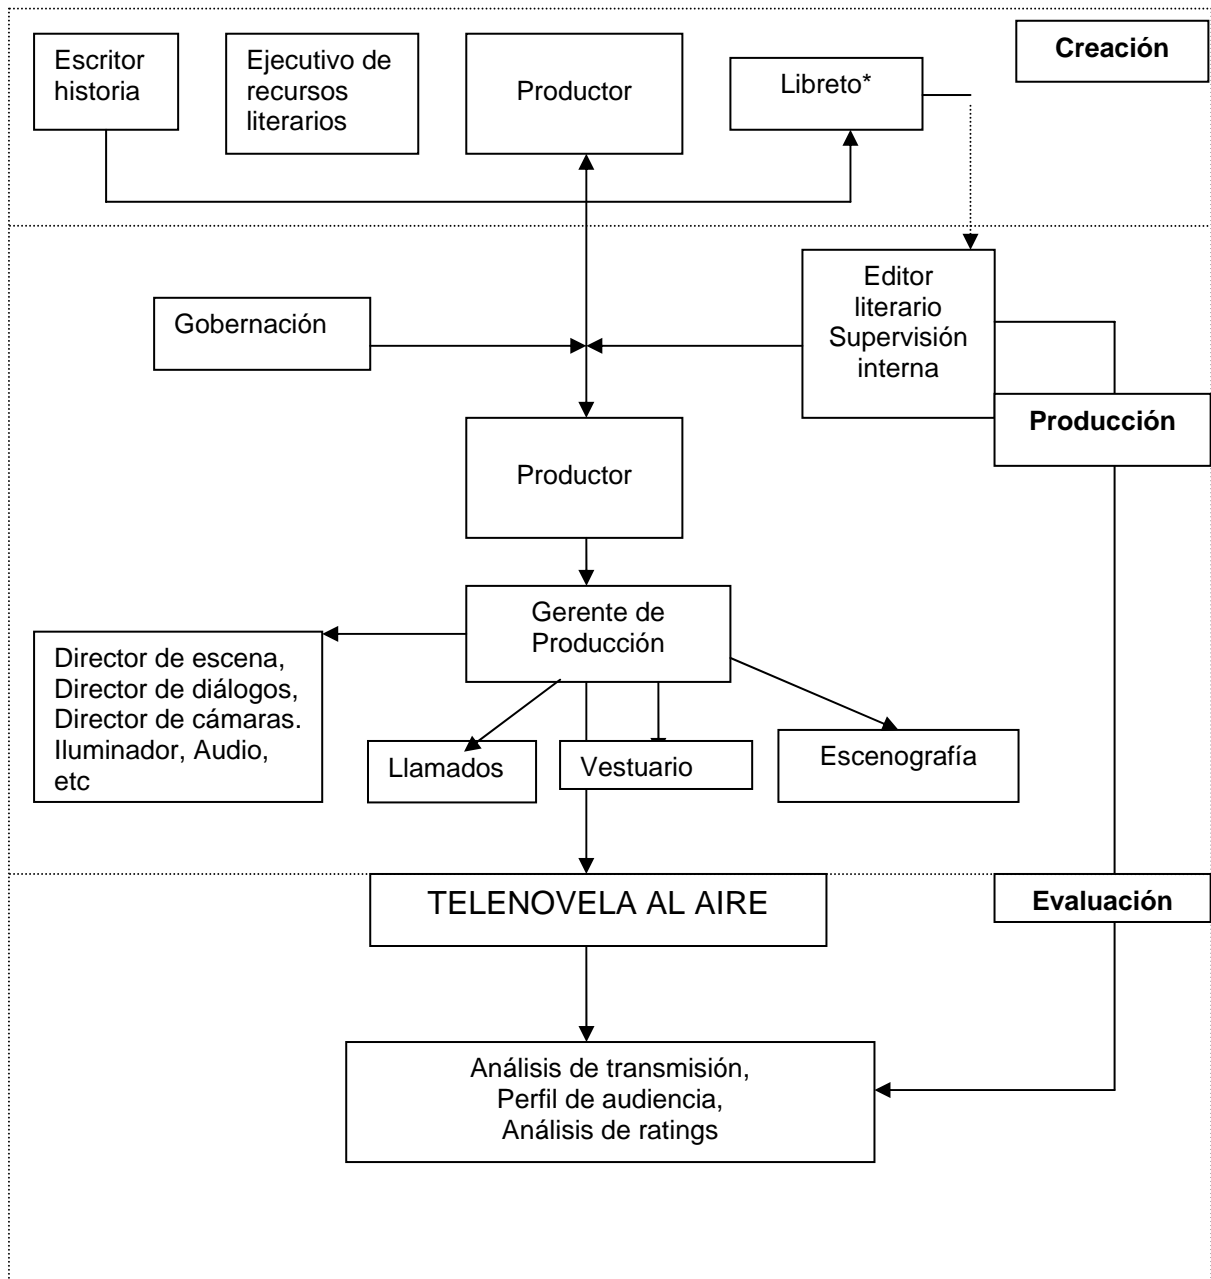 Escritor
historia
Ejecutivo de
recursos
literarios
Productor
Libreto*
Creación
Gobernación
Editor
literario
Supervisión
interna
Producción
Productor
Gerente de
Producción
Director de escena,
Director de diálogos,
Director de cámaras.
Iluminador, Audio,
etc
Llamados
Vestuario
Escenografía
TELENOVELA AL AIRE
Evaluación
Análisis de transmisión,
Perfil de audiencia,
Análisis de ratings